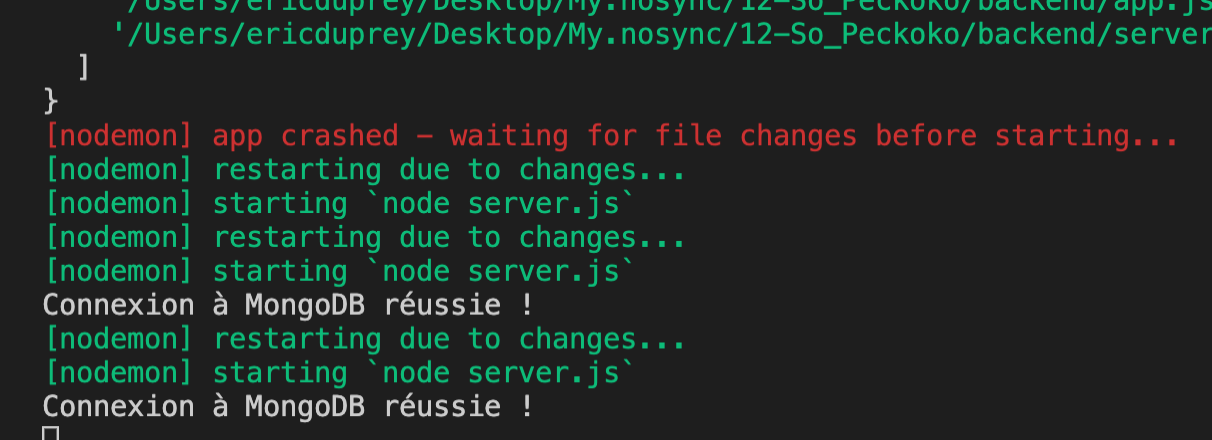 '/Users/ericduprey/Desktop/My.nosync/12-So_Peckoko/backend/app.js
'/Users/ericduprey/Desktop/My.nosync/12-So_Peckoko/backend/server
]
}
[nodemon] app crashed - waiting for file changes before starting...
[nodemon] restarting due to changes...
[nodemon] starting `node server.js`
[nodemon] restarting due to changes...
[nodemon] starting `node server.js`
Connexion à MongoDB réussie !
[nodemon] restarting due to changes...
[nodemon] starting `node server.js`
Connexion à MongoDB réussie !